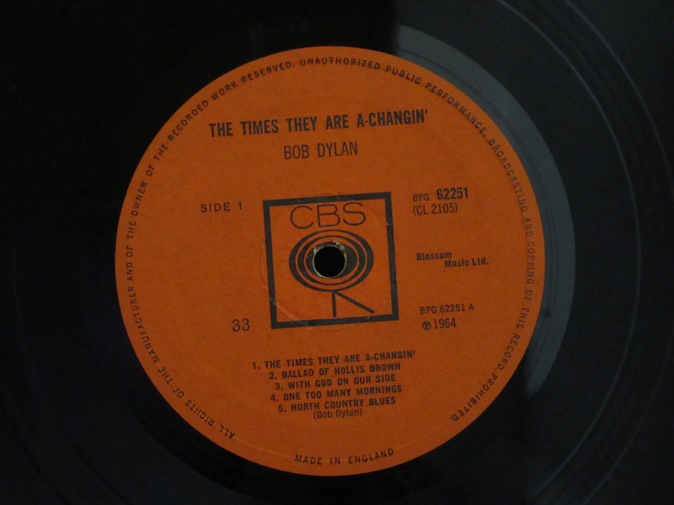 ALL RIGHTS OF THE MANUFACTURER AND OF THE OWNER OF THE RECORDED WORK RESERVED. UNAUTHORIZED PUBLIC PERFORMANCE, BROADCASTING AND COPYING OF THIS RECORD PROHIBITED.
THE TIMES THEY ARE A-CHANGIN'
BOB DYLAN
SIDE 1
CBS
BPG 62251
(CL 2105)
Blossom
Music Ltd.
33
BPG 62251 A
℗ 1964
1. THE TIMES THEY ARE A-CHANGIN'
2. BALLAD OF HOLLIS BROWN
3. WITH GOD ON OUR SIDE
4. ONE TOO MANY MORNINGS
5. NORTH COUNTRY BLUES
(Bob Dylan)
MADE IN ENGLAND